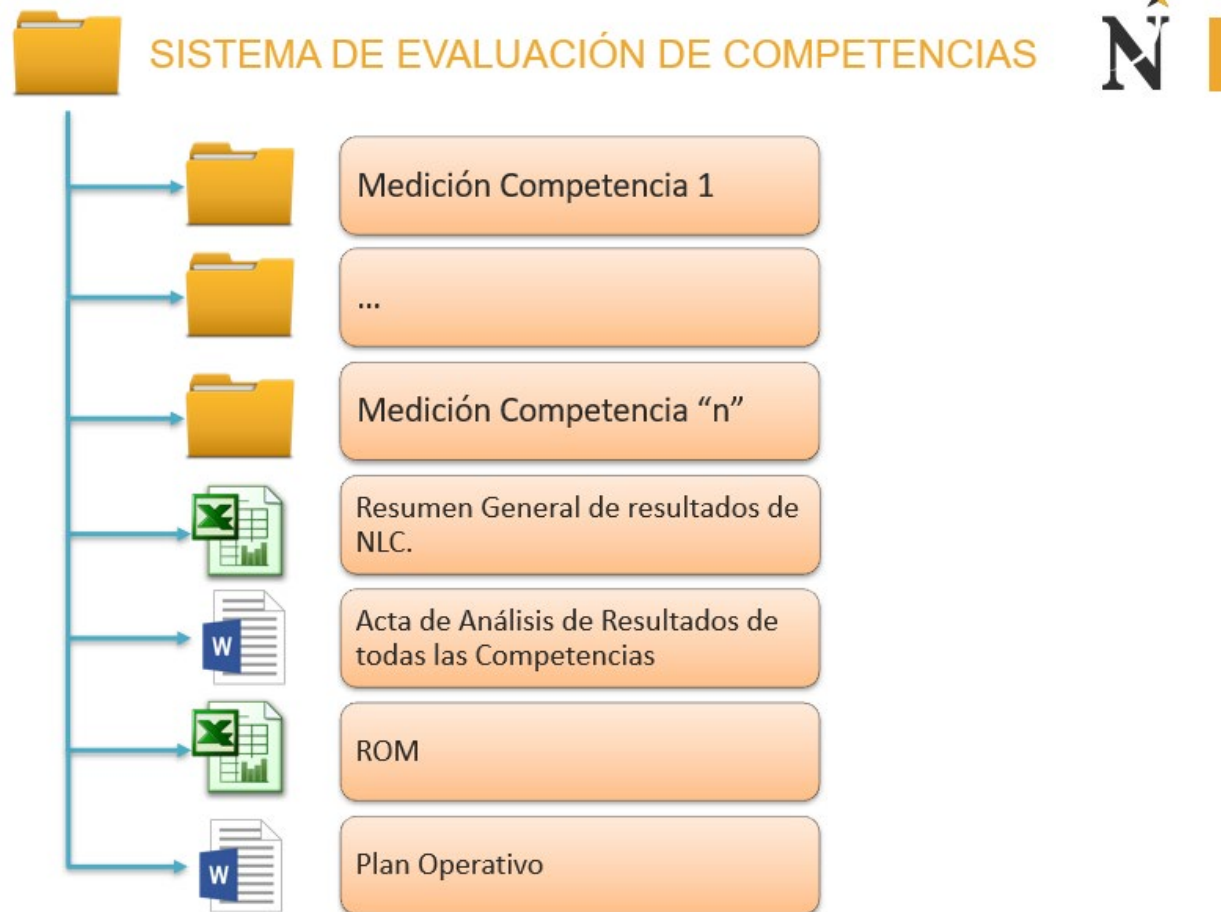 SISTEMA DE EVALUACIÓN DE COMPETENCIAS
N
Medición Competencia 1
...
Medición Competencia “n”
Resumen General de resultados de
NLC.
Acta de Análisis de Resultados de
todas las Competencias
W
ROM
Plan Operativo
W